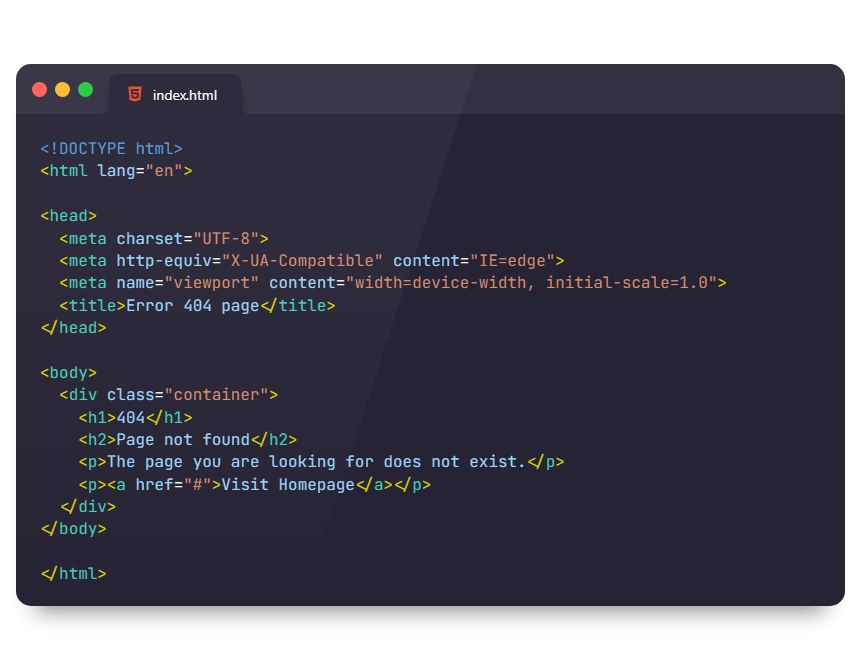 index.html
<!DOCTYPE html>
<html lang="en">
<head>
<meta charset="UTF-8">
<meta http-equiv="X-UA-Compatible" content="IE=edge">
<meta name="viewport" content="width=device-width, initial-scale=1.0">
<title>Error 404 page</title>
</head>
<body>
<div class="container">
<h1>404</h1>
<h2>Page not found</h2>
<p>The page you are looking for does not exist.</p>
<p><a href="#">Visit Homepage</a></p>
</div>
</body>
</html>